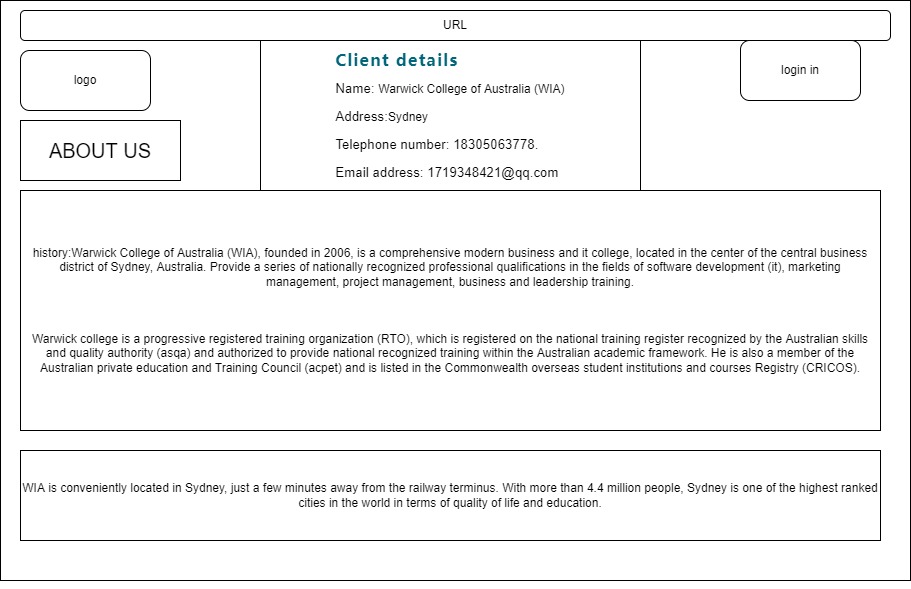 URL
logo
Client details
login in
Name: Warwick College of Australia (WIA)
Address:Sydney
Telephone number: 18305063778.
Email address: 1719348421@qq.com
ABOUT US
history:Warwick College of Australia (WIA), founded in 2006, is a comprehensive modern business and it college, located in the center of the central business
district of Sydney, Australia. Provide a series of nationally recognized professional qualifications in the fields of software development (it), marketing
management, project management, business and leadership training.
Warwick college is a progressive registered training organization (RTO), which is registered on the national training register recognized by the Australian skills
and quality authority (asqa) and authorized to provide national recognized training within the Australian academic framework. He is also a member of the
Australian private education and Training Council (acpet) and is listed in the Commonwealth overseas student institutions and courses Registry (CRICOS).
WIA is conveniently located in Sydney, just a few minutes away from the railway terminus. With more than 4.4 million people, Sydney is one of the highest ranked
cities in the world in terms of quality of life and education.